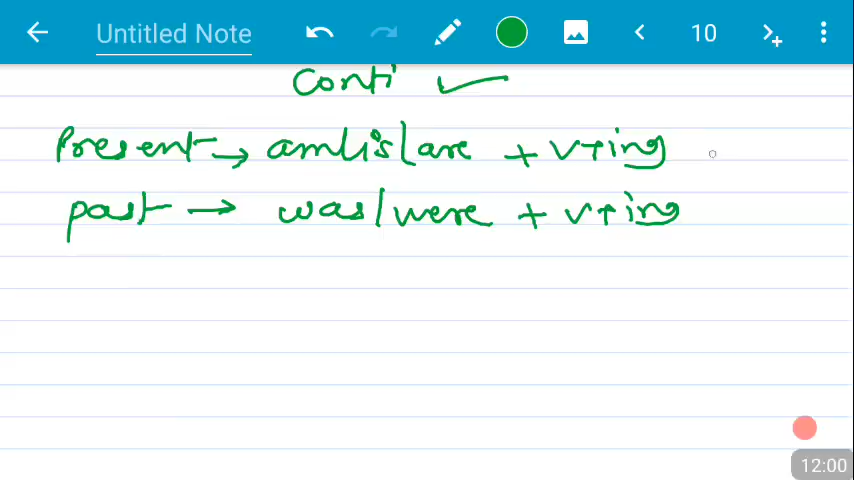 Untitled Note 10
Conti
Present → am/is/are + v+ing
past → was/were + v+ing
12:00